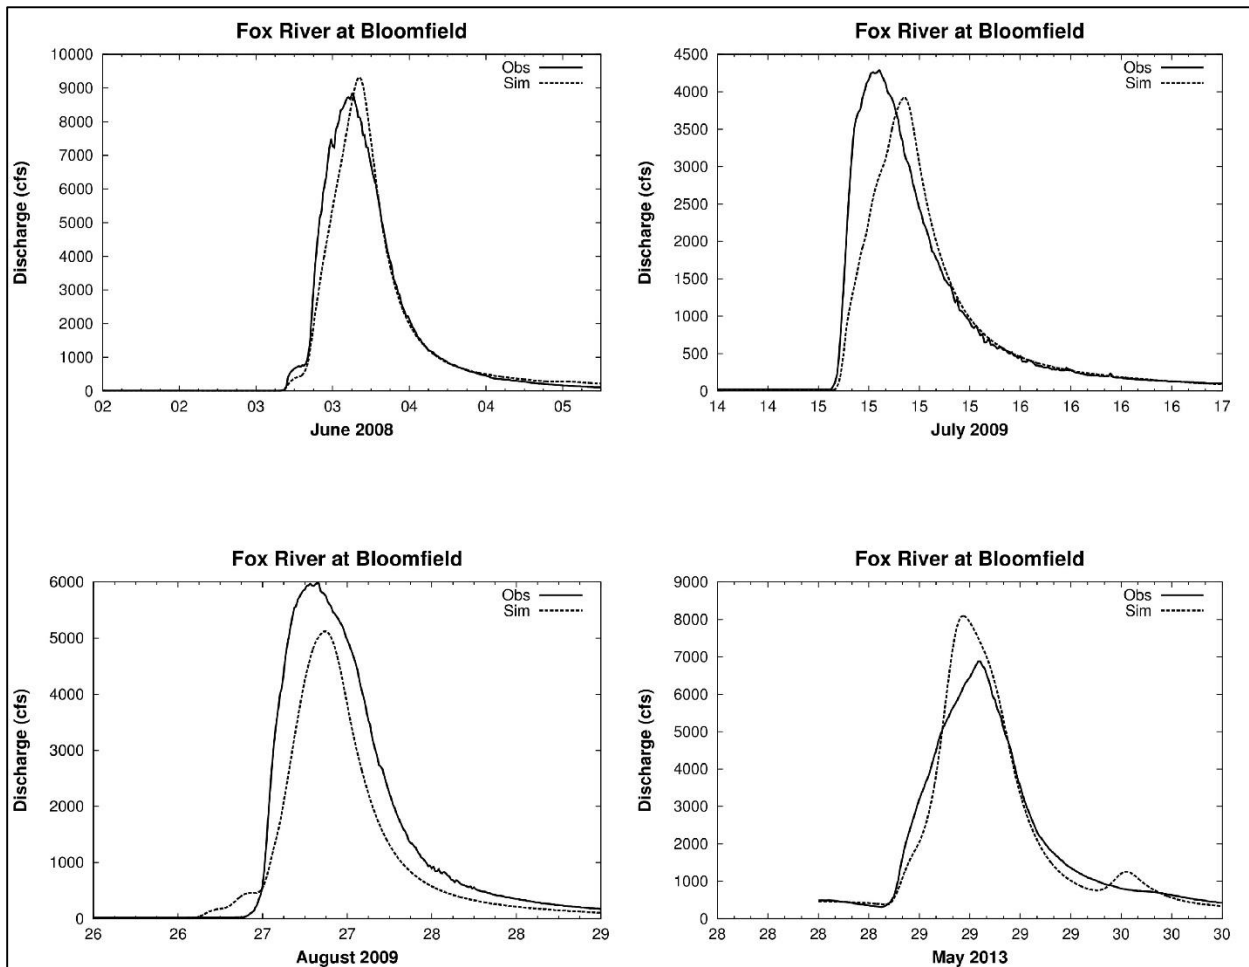 Fox River at Bloomfield
10000
9000
8000
7000
6000
5000
4000
3000
2000
1000
0
Discharge (cfs)
Obs
Sim
02 02 03 03 04 04 05
June 2008
Fox River at Bloomfield
4500
4000
3500
3000
2500
2000
1500
1000
500
0
Discharge (cfs)
Obs
Sim
14 14 15 15 15 15 16 16 16 16 17
July 2009
Fox River at Bloomfield
6000
5000
4000
3000
2000
1000
0
Discharge (cfs)
Obs
Sim
26 26 27 27 28 28 29
August 2009
Fox River at Bloomfield
9000
8000
7000
6000
5000
4000
3000
2000
1000
0
Discharge (cfs)
Obs
Sim
28 28 28 28 29 29 29 29 30 30 30
May 2013